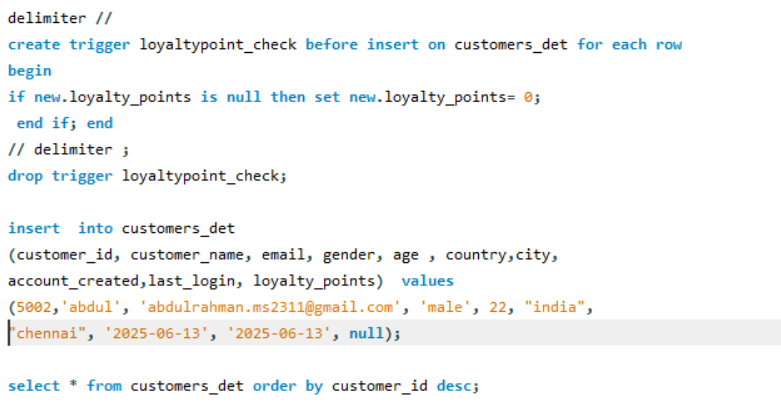 delimiter //
create trigger loyaltypoint_check before insert on customers_det for each row
begin
if new.loyalty_points is null then set new.loyalty_points= 0;
end if; end
// delimiter ;
drop trigger loyaltypoint_check;
insert  into customers_det
(customer_id, customer_name, email, gender, age , country,city,
account_created,last_login, loyalty_points)  values
(5002,'abdul', 'abdulrahman.ms2311@gmail.com', 'male', 22, "india",
"chennai", '2025-06-13', '2025-06-13', null);
select * from customers_det order by customer_id desc;